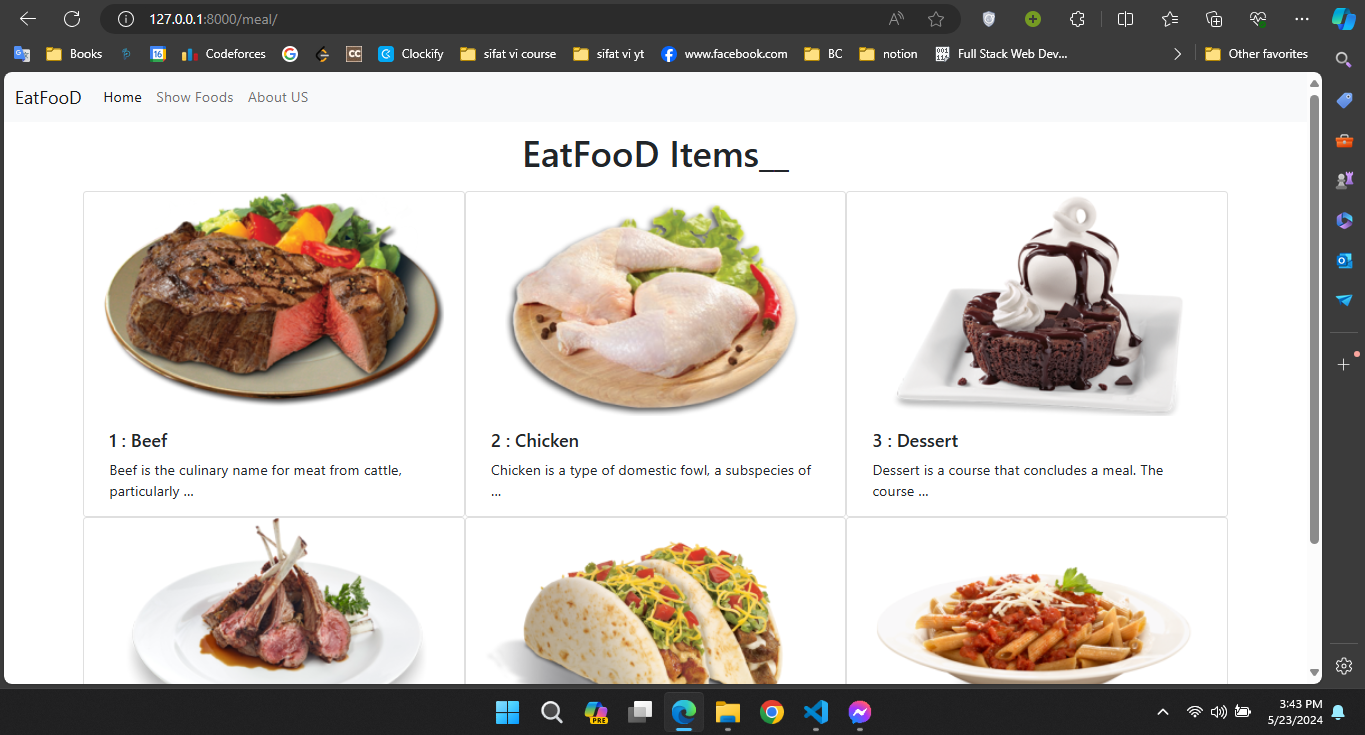 127.0.0.1:8000/meal/
Books
16
Codeforces
CC
Clockify
sifat vi course
sifat vi yt
www.facebook.com
BC
notion
Full Stack Web Dev...
Other favorites
EatFooD
Home
Show Foods
About US
EatFooD Items__
1 : Beef
Beef is the culinary name for meat from cattle,
particularly ...
2 : Chicken
Chicken is a type of domestic fowl, a subspecies of
...
3 : Dessert
Dessert is a course that concludes a meal. The
course ...
PRE
3:43 PM
5/23/2024